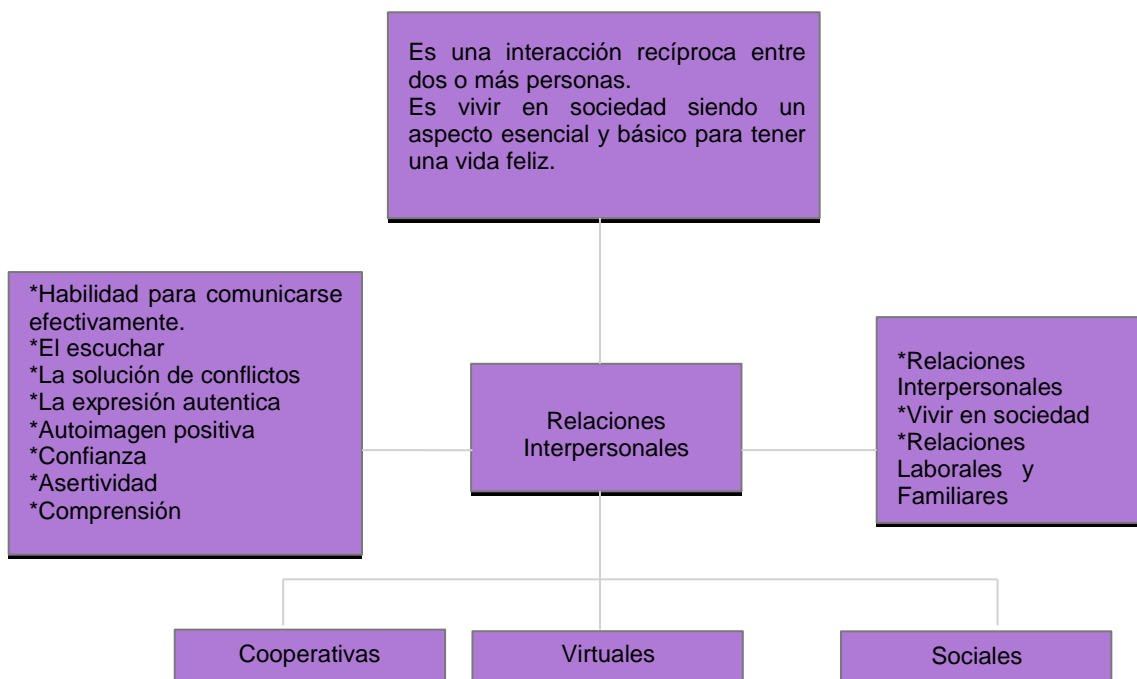 Es una interacción recíproca entre
dos o más personas.
Es vivir en sociedad siendo un
aspecto esencial y básico para tener
una vida feliz.
*Habilidad para comunicarse
efectivamente.
*El escuchar
*La solución de conflictos
*La expresión autentica
*Autoimagen positiva
*Confianza
*Asertividad
*Comprensión
Relaciones
Interpersonales
*Relaciones
Interpersonales
*Vivir en sociedad
*Relaciones
Laborales y
Familiares
Cooperativas
Virtuales
Sociales